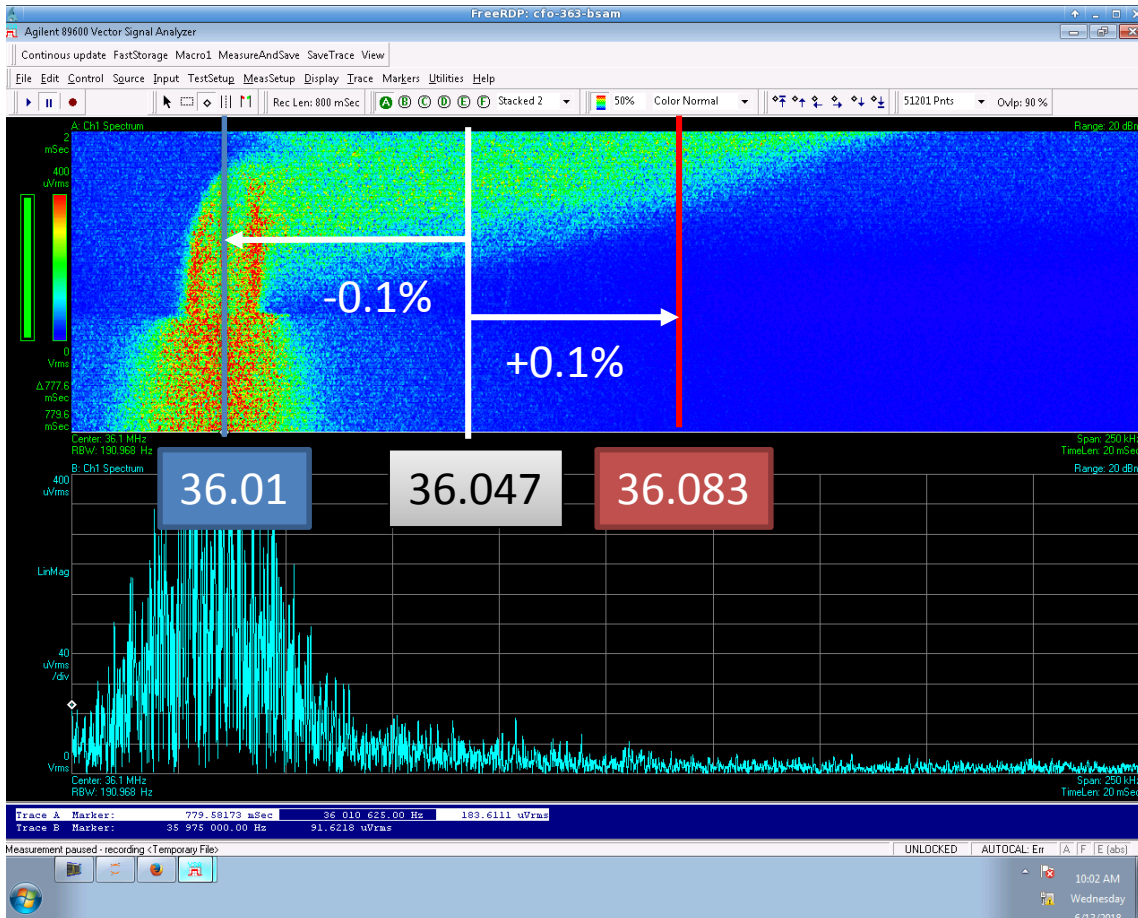 FreeRDP: cfo-363-bsam
Agilent 89600 Vector Signal Analyzer
Continous update FastStorage Macro1 MeasureAndSave SaveTrace View
File Edit Control Source Input TestSetup MeasSetup Display Trace Markers Utilities Help
Rec Len: 800 mSec A B C D E F Stacked 2 50% Color Normal 51201 Pnts Ovlp: 90 %
A: Ch1 Spectrum Range: 20 dBm
2
mSec
400
uVrms
-0.1%
+0.1%
0
Vrms
Δ777.6
mSec
779.6
mSec
Center: 36.1 MHz Span: 250 kHz
RBW: 190.968 Hz TimeLen: 20 mSec
B: Ch1 Spectrum Range: 20 dBm
400
uVrms
36.01 36.047 36.083
LinMag
40
uVrms
/div
0
Vrms
Center: 36.1 MHz Span: 250 kHz
RBW: 190.968 Hz TimeLen: 20 mSec
Trace A Marker: 779.58173 mSec 36 010 625.00 Hz 183.6111 uVrms
Trace B Marker: 35 975 000.00 Hz 91.6218 uVrms
Measurement paused - recording <Temporary File> UNLOCKED AUTOCAL: Err A F E (abs)
10:02 AM
Wednesday
6/13/2018